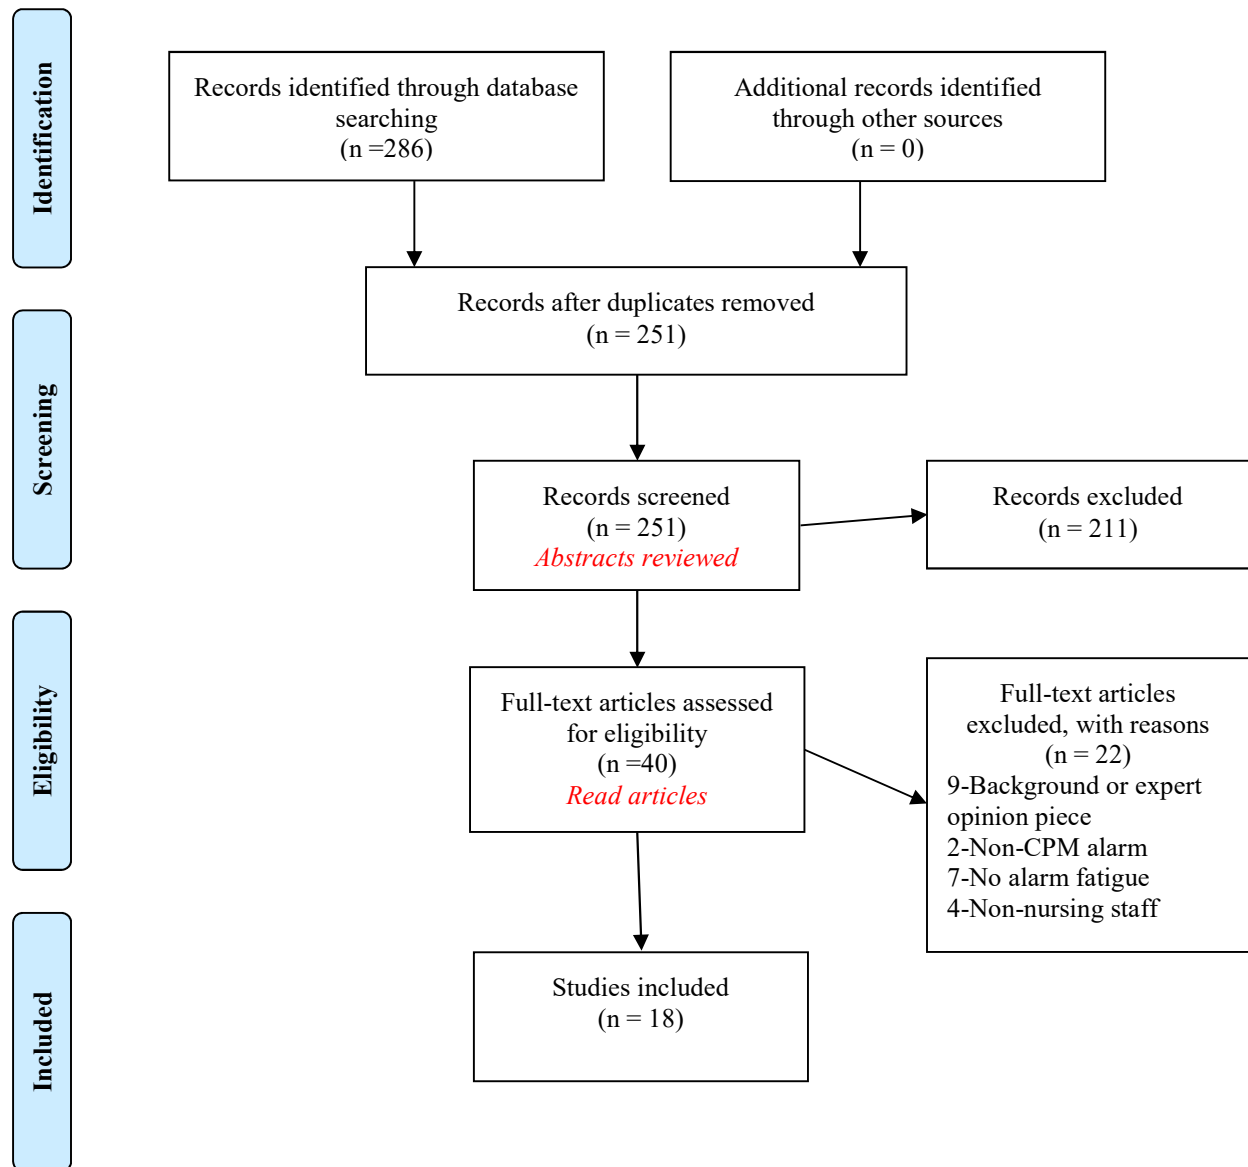 Identification
Records identified through database
searching
(n =286)
Additional records identified
through other sources
(n = 0)
Records after duplicates removed
(n = 251)
Screening
Records screened
(n = 251)
Abstracts reviewed
Records excluded
(n = 211)
Eligibility
Full-text articles assessed
for eligibility
(n =40)
Read articles
Full-text articles
excluded, with reasons
(n = 22)
9-Background or expert
opinion piece
2-Non-CPM alarm
7-No alarm fatigue
4-Non-nursing staff
Included
Studies included
(n = 18)